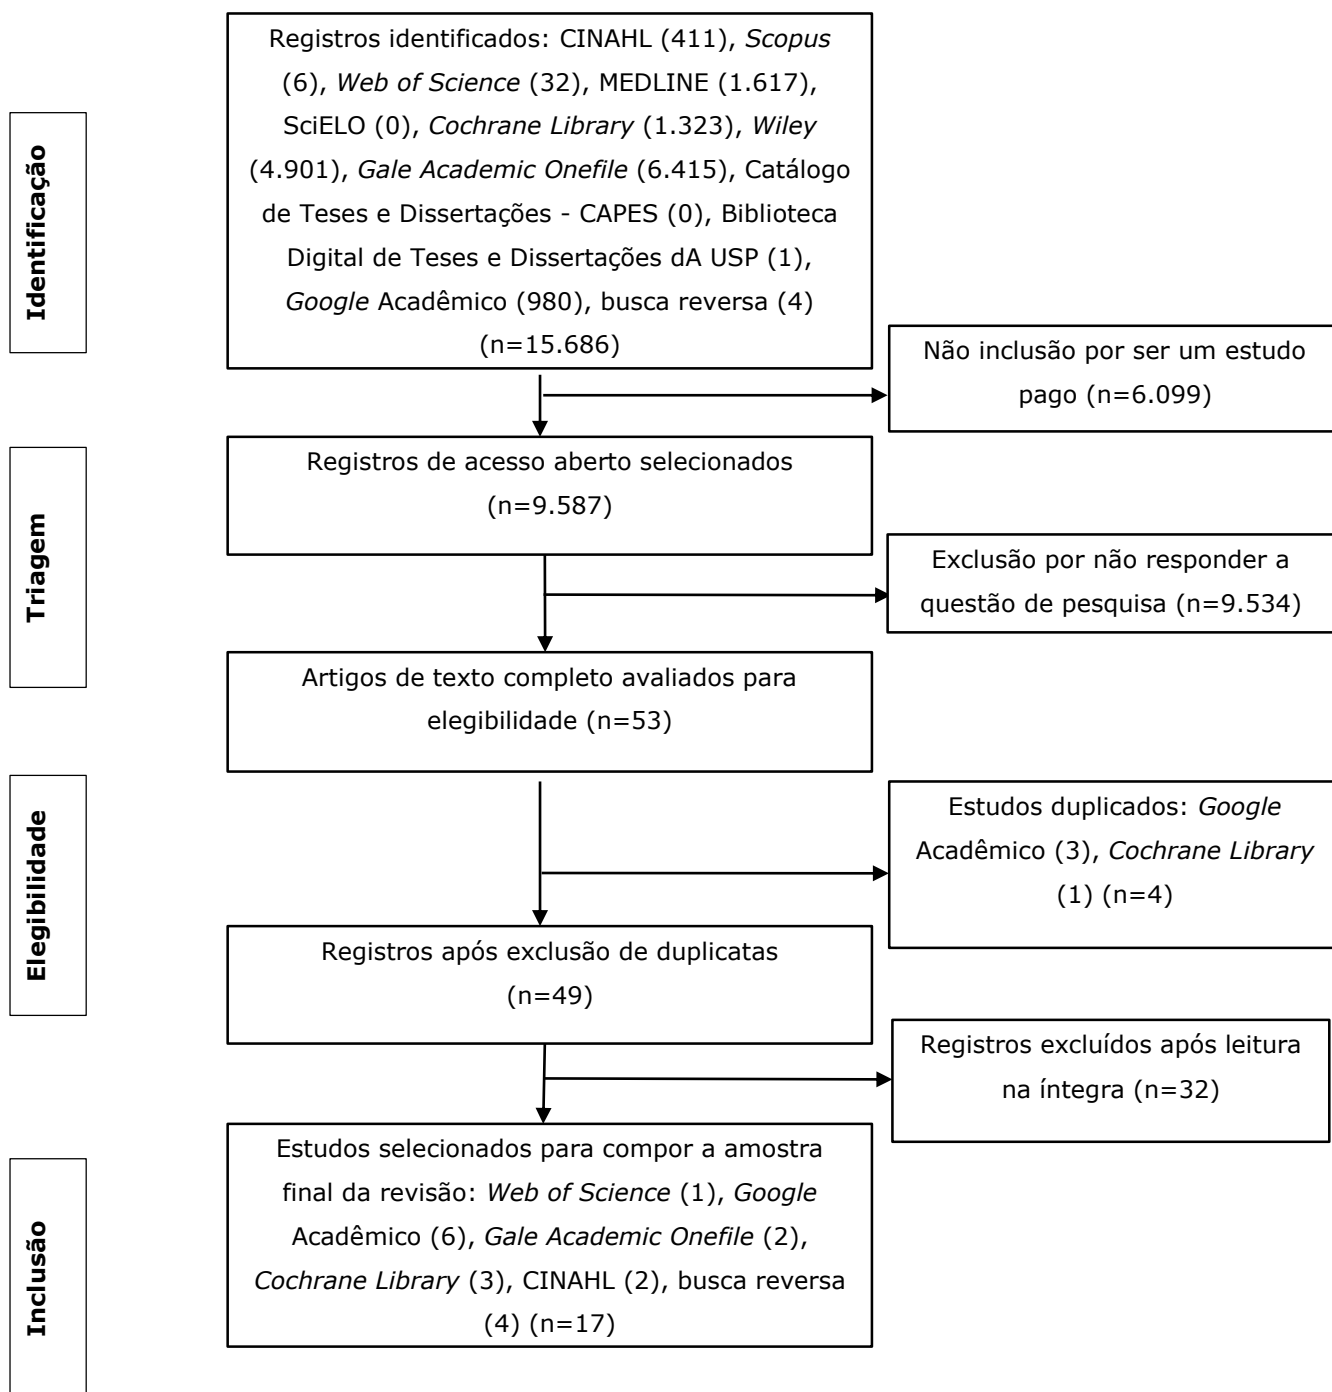 Identificação
Registros identificados: CINAHL (411), Scopus
(6), Web of Science (32), MEDLINE (1.617),
SciELO (0), Cochrane Library (1.323), Wiley
(4.901), Gale Academic Onefile (6.415), Catálogo
de Teses e Dissertações - CAPES (0), Biblioteca
Digital de Teses e Dissertações dA USP (1),
Google Acadêmico (980), busca reversa (4)
(n=15.686)
Não inclusão por ser um estudo
pago (n=6.099)
Triagem
Registros de acesso aberto selecionados
(n=9.587)
Exclusão por não responder a
questão de pesquisa (n=9.534)
Artigos de texto completo avaliados para
elegibilidade (n=53)
Elegibilidade
Estudos duplicados: Google
Acadêmico (3), Cochrane Library
(1) (n=4)
Registros após exclusão de duplicatas
(n=49)
Registros excluídos após leitura
na íntegra (n=32)
Inclusão
Estudos selecionados para compor a amostra
final da revisão: Web of Science (1), Google
Acadêmico (6), Gale Academic Onefile (2),
Cochrane Library (3), CINAHL (2), busca reversa
(4) (n=17)